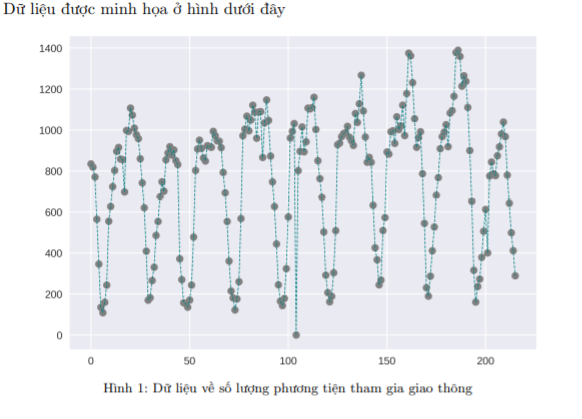 Dữ liệu được minh họa ở hình dưới đây
1400
1200
1000
800
600
400
200
0
0 50 100 150 200
Hình 1: Dữ liệu về số lượng phương tiện tham gia giao thông